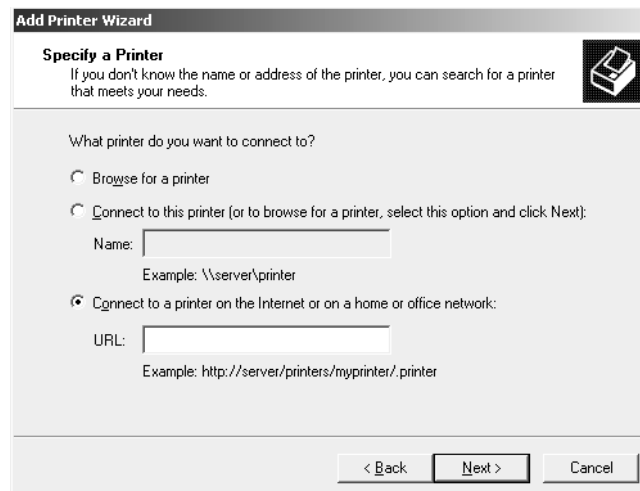 Add Printer Wizard
Specify a Printer
If you don't know the name or address of the printer, you can search for a printer
that meets your needs.
What printer do you want to connect to?
Browse for a printer
Connect to this printer (or to browse for a printer, select this option and click Next):
Name:
Example: \\server\printer
Connect to a printer on the Internet or on a home or office network:
URL:
Example: http://server/printers/myprinter/.printer
< Back Next > Cancel